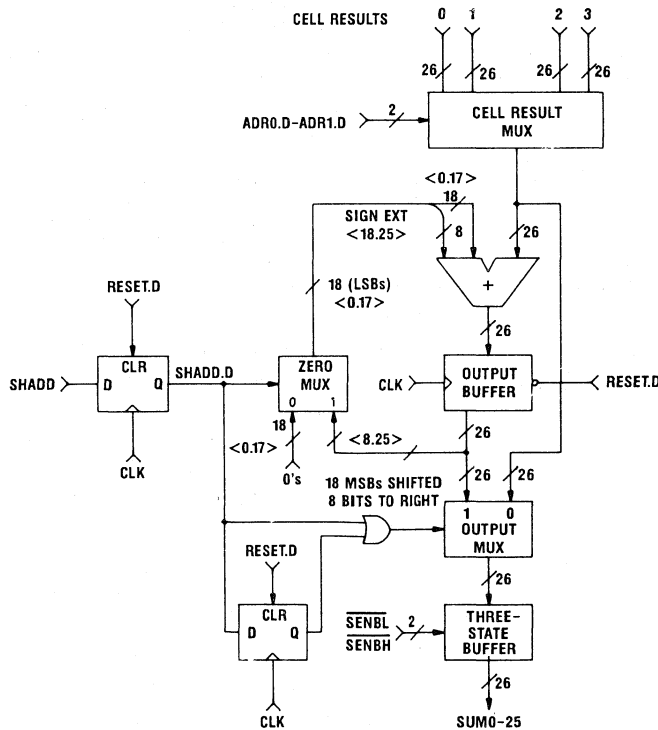 CELL RESULTS
0 1 2 3
26 26 26 26
ADR0.D-ADR1.D
2
CELL RESULT
MUX
<0.17>
18
SIGN EXT
<18.25>
8
26
+
18 (LSBs)
<0.17>
26
RESET.D
SHADD
CLR
D Q
SHADD.D
CLK
ZERO
MUX
0 1
CLK
OUTPUT
BUFFER
RESET.D
18
<0.17>
0's
<8.25>
26
26
26
18 MSBs SHIFTED
8 BITS TO RIGHT
1 0
OUTPUT
MUX
26
RESET.D
CLR
D Q
CLK
SENBL
SENBH
2
THREE-
STATE
BUFFER
26
SUM0-25